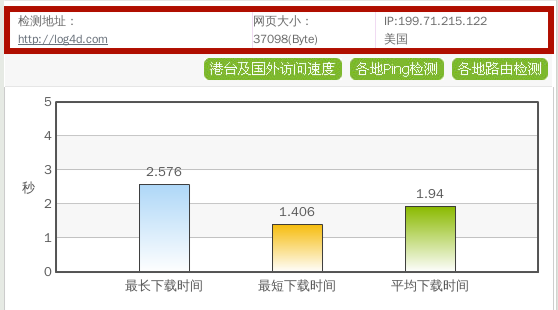 检测地址： 网页大小： IP:199.71.215.122
http://log4d.com 37098(Byte) 美国
港台及国外访问速度 各地Ping检测 各地路由检测
5
4
3
2
1
0
秒
2.576
1.406
1.94
最长下载时间 最短下载时间 平均下载时间